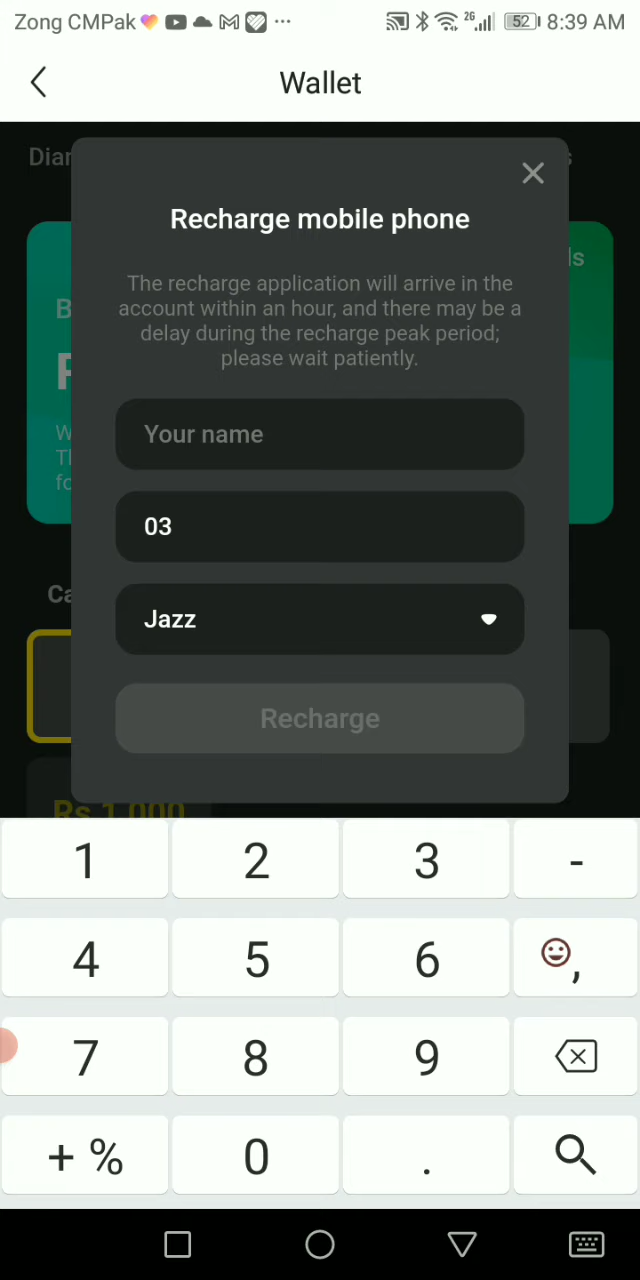 Zong CMPak ... 2G 52 8:39 AM
Wallet
Recharge mobile phone
The recharge application will arrive in the
account within an hour, and there may be a
delay during the recharge peak period;
please wait patiently.
Your name
03
Jazz
Recharge
Rs 1,000
1 2 3 -
4 5 6 ,
7 8 9
+ % 0 .